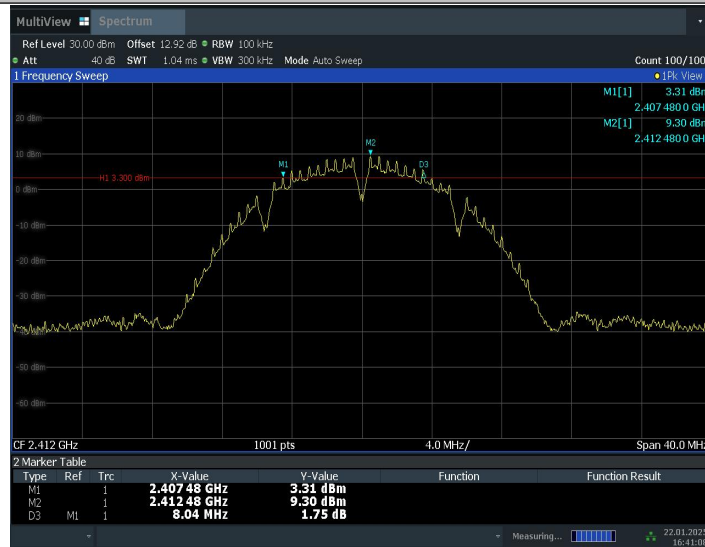 MultiView Spectrum
Ref Level 30.00 dBm Offset 12.92 dB RBW 100 kHz
Att 40 dB SWT 1.04 ms VBW 300 kHz Mode Auto Sweep Count 100/100
1 Frequency Sweep 1Pk View
M1[1] 3.31 dBm
2.407 480 0 GH
20 dBm M2[1] 9.30 dBm
2.412 480 0 GH
M2
10 dBm
M1 D3
H1 3.300 dBm
0 dBm
-10 dBm
-20 dBm
-30 dBm
-50 dBm
-60 dBm
CF 2.412 GHz 1001 pts 4.0 MHz/ Span 40.0 MHz
2 Marker Table
Type Ref Trc X-Value Y-Value Function Function Result
M1 1 2.407 48 GHz 3.31 dBm
M2 1 2.412 48 GHz 9.30 dBm
D3 M1 1 8.04 MHz 1.75 dB
Measuring... 22.01.2025
16:41:08